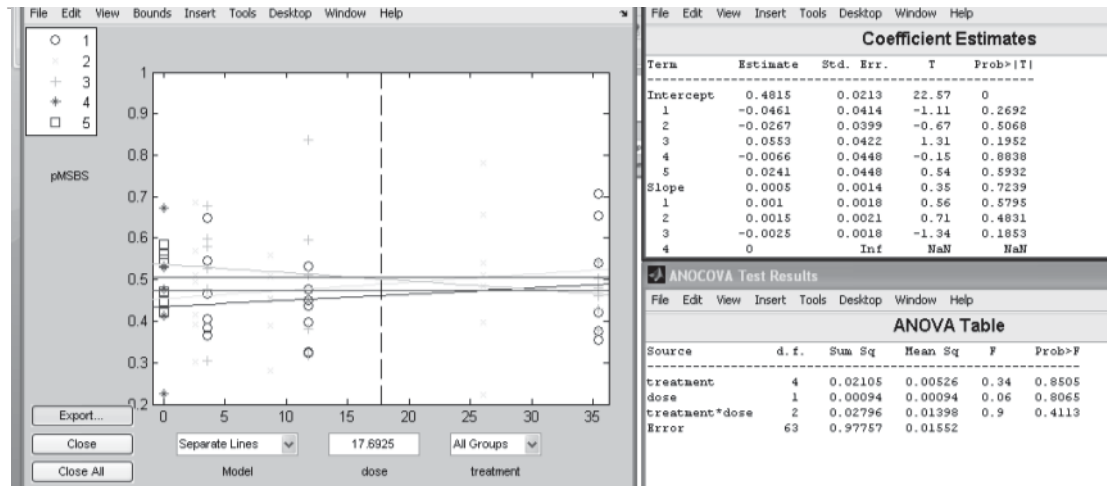 File Edit View Bounds Insert Tools Desktop Window Help
1
2
3
4
5
pMSBS
1
0.9
0.8
0.7
0.6
0.5
0.4
0.3
0.2
0 5 10 15 20 25 30 35
Export...
Close
Close All
Separate Lines 17.6925 All Groups
Model dose treatment
File Edit View Insert Tools Desktop Window Help
Coefficient Estimates
Term Estimate Std. Err. T Prob>|T|
Intercept 0.4815 0.0213 22.57 0
1 -0.0461 0.0414 -1.11 0.2692
2 -0.0267 0.0399 -0.67 0.5068
3 0.0553 0.0422 1.31 0.1952
4 -0.0066 0.0448 -0.15 0.8838
5 0.0241 0.0448 0.54 0.5932
Slope 0.0005 0.0014 0.35 0.7239
1 0.001 0.0018 0.56 0.5795
2 0.0015 0.0021 0.71 0.4831
3 -0.0025 0.0018 -1.34 0.1853
4 0 Inf NaN NaN
ANOCOVA Test Results
File Edit View Insert Tools Desktop Window Help
ANOVA Table
Source d.f. Sum Sq Mean Sq F Prob>F
treatment 4 0.02105 0.00526 0.34 0.8505
dose 1 0.00094 0.00094 0.06 0.8065
treatment*dose 2 0.02796 0.01398 0.9 0.4113
Error 63 0.97757 0.01552